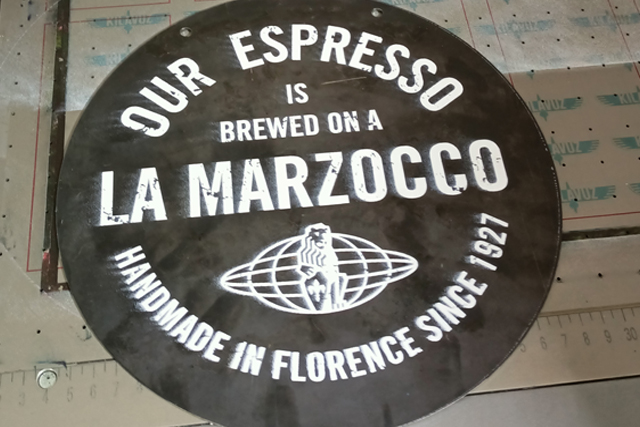 OUR ESPRESSO
IS
BREWED ON A
LA MARZOCCO
HANDMADE IN FLORENCE SINCE 1927